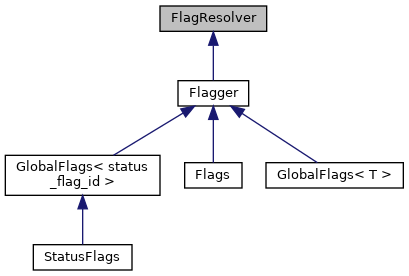 FlagResolver
Flagger
GlobalFlags< status
_flag_id >
Flags
GlobalFlags< T >
StatusFlags